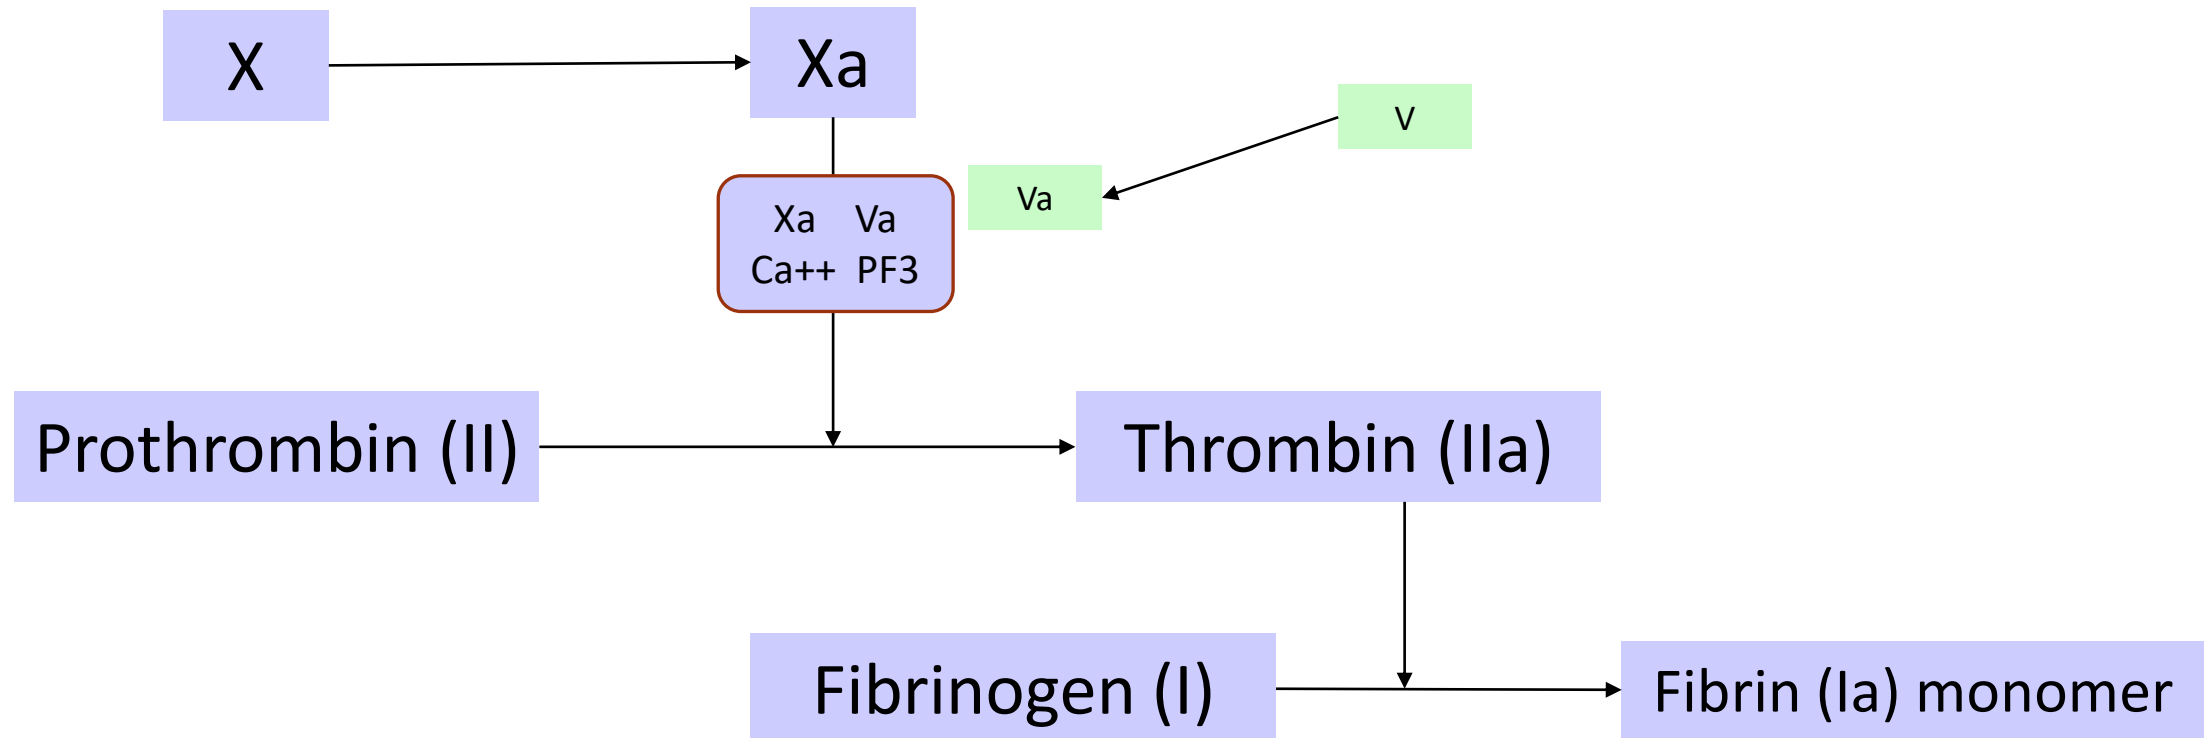 X
Xa
V
Va
Xa Va
Ca++ PF3
Prothrombin (II)
Thrombin (IIa)
Fibrinogen (I)
Fibrin (Ia) monomer